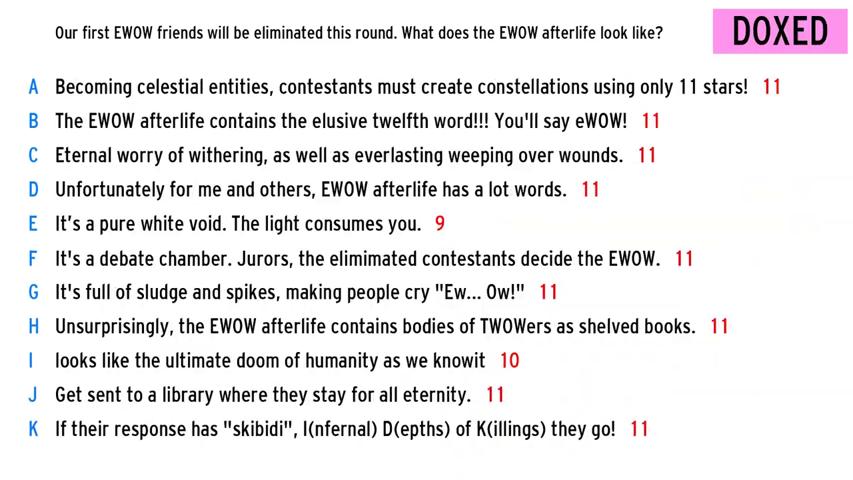 Our first EWOW friends will be eliminated this round. What does the EWOW afterlife look like?
DOXED
A Becoming celestial entities, contestants must create constellations using only 11 stars! 11
B The EWOW afterlife contains the elusive twelfth word!!! You'll say eWOW! 11
C Eternal worry of withering, as well as everlasting weeping over wounds. 11
D Unfortunately for me and others, EWOW afterlife has a lot words. 11
E It's a pure white void. The light consumes you. 9
F It's a debate chamber. Jurors, the elimimated contestants decide the EWOW. 11
G It's full of sludge and spikes, making people cry "Ew... Ow!" 11
H Unsurprisingly, the EWOW afterlife contains bodies of TWOWers as shelved books. 11
I looks like the ultimate doom of humanity as we knowit 10
J Get sent to a library where they stay for all eternity. 11
K If their response has "skibidi", I(nfernal) D(epths) of K(illings) they go! 11